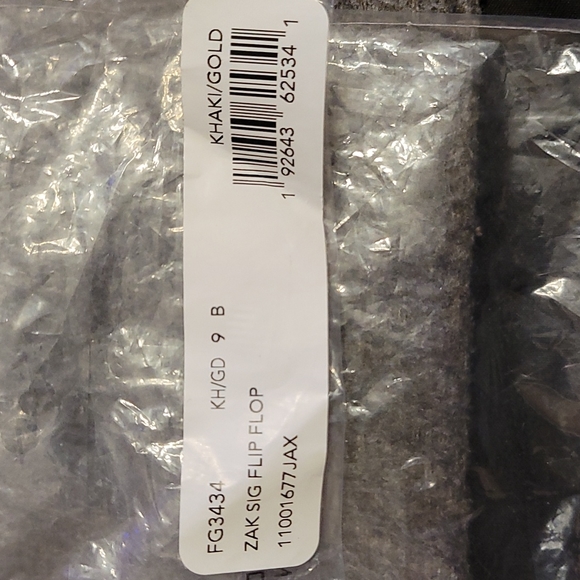 FG3434 KH/GD 9 B KHAKI/GOLD
ZAK SIG FLIP FLOP
11001677JAX
1 92643 62534 1